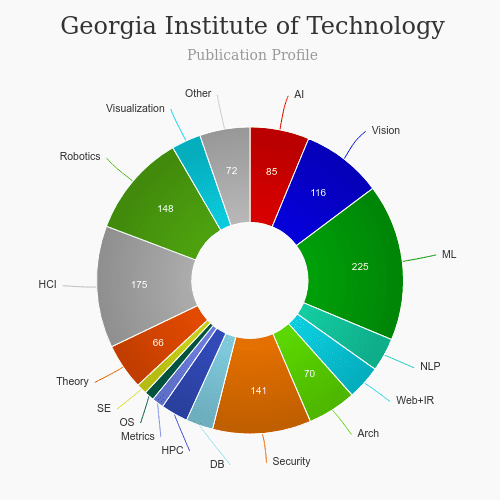 Georgia Institute of Technology
Publication Profile
Other
AI
Visualization
Vision
Robotics
72
85
116
148
ML
225
HCI
175
66
NLP
Theory
70
Web+IR
141
SE
OS
Arch
Metrics
HPC
DB
Security